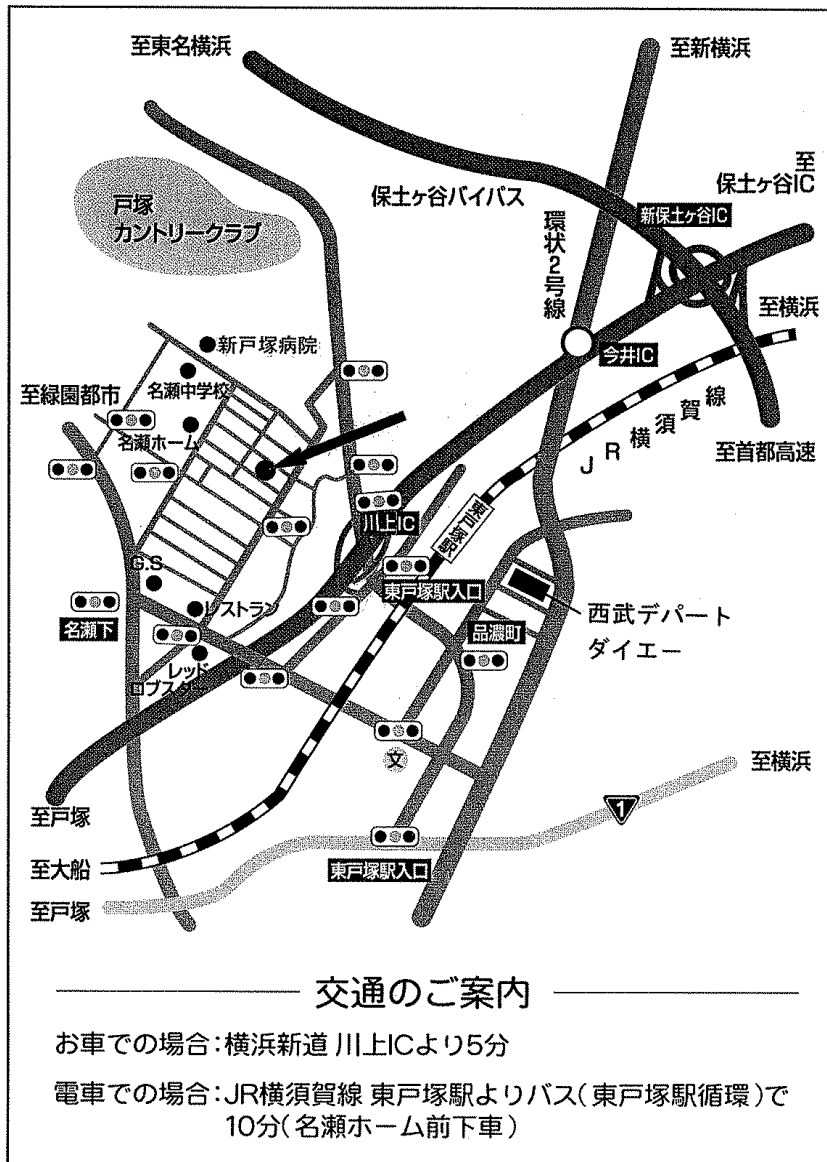 至東名横浜
至新横浜
至
保土ヶ谷IC
保土ヶ谷バイパス
新保土ヶ谷IC
戸塚
カントリークラブ
環状2号線
至横浜
新戸塚病院
今井IC
名瀬中学校
至緑園都市
名瀬ホーム
JR横須賀線
至首都高速
川上IC
東戸塚駅
G.S
東戸塚駅入口
レストラン
名瀬下
品濃町
西武デパート
ダイエー
レッド
ロブスター
文
至横浜
1
至戸塚
至大船
東戸塚駅入口
至戸塚
交通のご案内
お車での場合:横浜新道 川上ICより5分
電車での場合:JR横須賀線 東戸塚駅よりバス(東戸塚駅循環)で
10分(名瀬ホーム前下車)